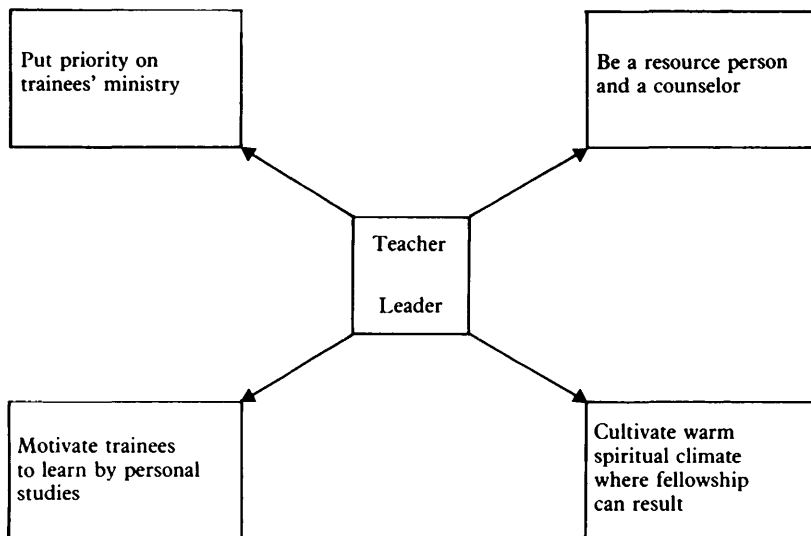 Put priority on
trainees' ministry
Be a resource person
and a counselor
Teacher
Leader
Motivate trainees
to learn by personal
studies
Cultivate warm
spiritual climate
where fellowship
can result